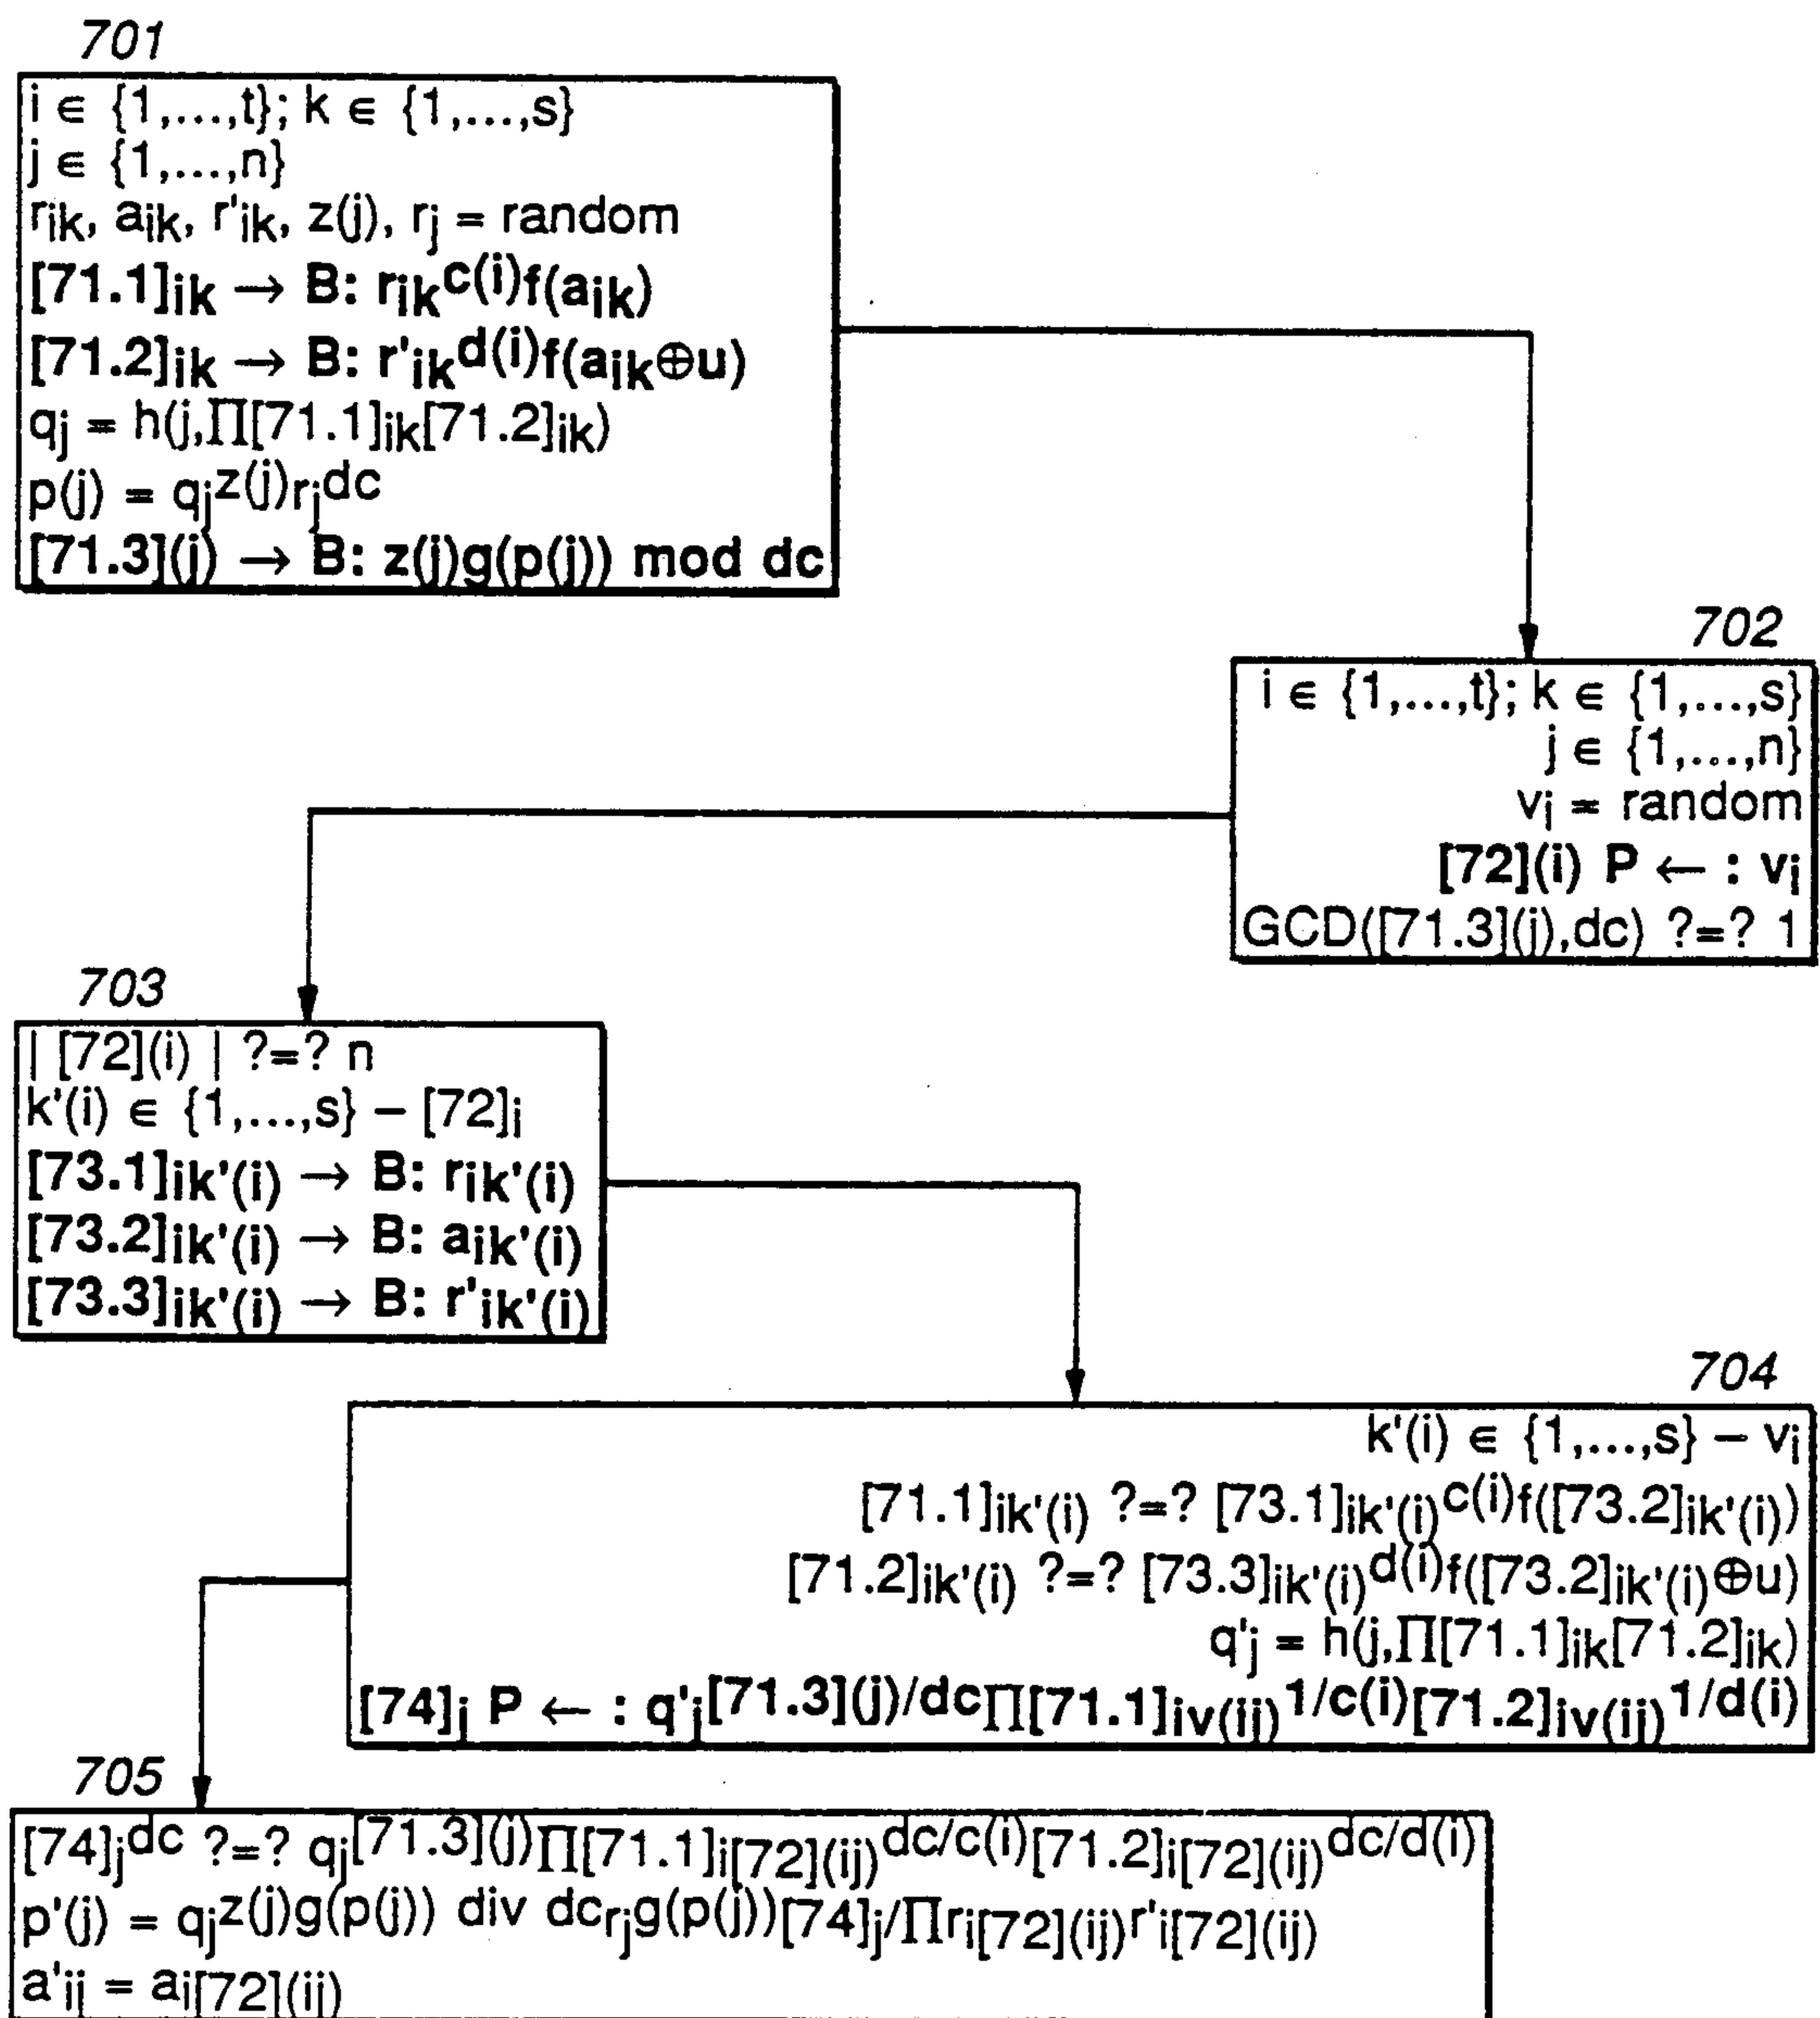 701
i ∈ {1,...,t}; k ∈ {1,...,s}
j ∈ {1,...,n}
rik, aik, r'ik, z(j), rj = random
[71.1]ik → B: rikc(i)f(aik)
[71.2]ik → B: r'ikd(i)f(aik⊕u)
qj = h(j,∏[71.1]ik[71.2]ik)
p(j) = qjz(j)rjdc
[71.3](j) → B: z(j)g(p(j)) mod dc
702
i ∈ {1,...,t}; k ∈ {1,...,s}
j ∈ {1,...,n}
vi = random
[72](i) P ← : vi
GCD([71.3](j),dc) ?=? 1
703
| [72](i) | ?=? n
k'(i) ∈ {1,...,s} – [72]i
[73.1]ik'(i) → B: rik'(i)
[73.2]ik'(i) → B: aik'(i)
[73.3]ik'(i) → B: r'ik'(i)
704
k'(i) ∈ {1,...,s} – vi
[71.1]ik'(i) ?=? [73.1]ik'(i)c(i)f([73.2]ik'(i))
[71.2]ik'(i) ?=? [73.3]ik'(i)d(i)f([73.2]ik'(i)⊕u)
q'j = h(j,∏[71.1]ik[71.2]ik)
[74]j P ← : q'j[71.3](j)/dc∏[71.1]iv(ij)1/c(i)[71.2]iv(ij)1/d(i)
705
[74]jdc ?=? qj[71.3](j)∏[71.1]i[72](ij)dc/c(i)[71.2]i[72](ij)dc/d(i)
p'(j) = qjz(j)g(p(j)) div dcrjg(p(j))[74]j/∏ri[72](ij)r'i[72](ij)
a'ij = ai[72](ij)